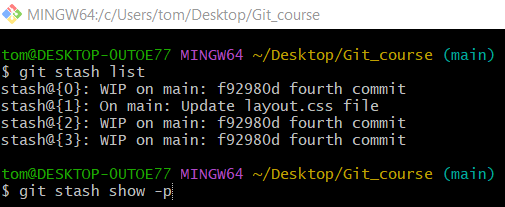 MINGW64:/c/Users/tom/Desktop/Git_course
tom@DESKTOP-OUTOE77 MINGW64 ~/Desktop/Git_course (main)
$ git stash list
stash@{0}: WIP on main: f92980d fourth commit
stash@{1}: On main: Update layout.css file
stash@{2}: WIP on main: f92980d fourth commit
stash@{3}: WIP on main: f92980d fourth commit
tom@DESKTOP-OUTOE77 MINGW64 ~/Desktop/Git_course (main)
$ git stash show -p